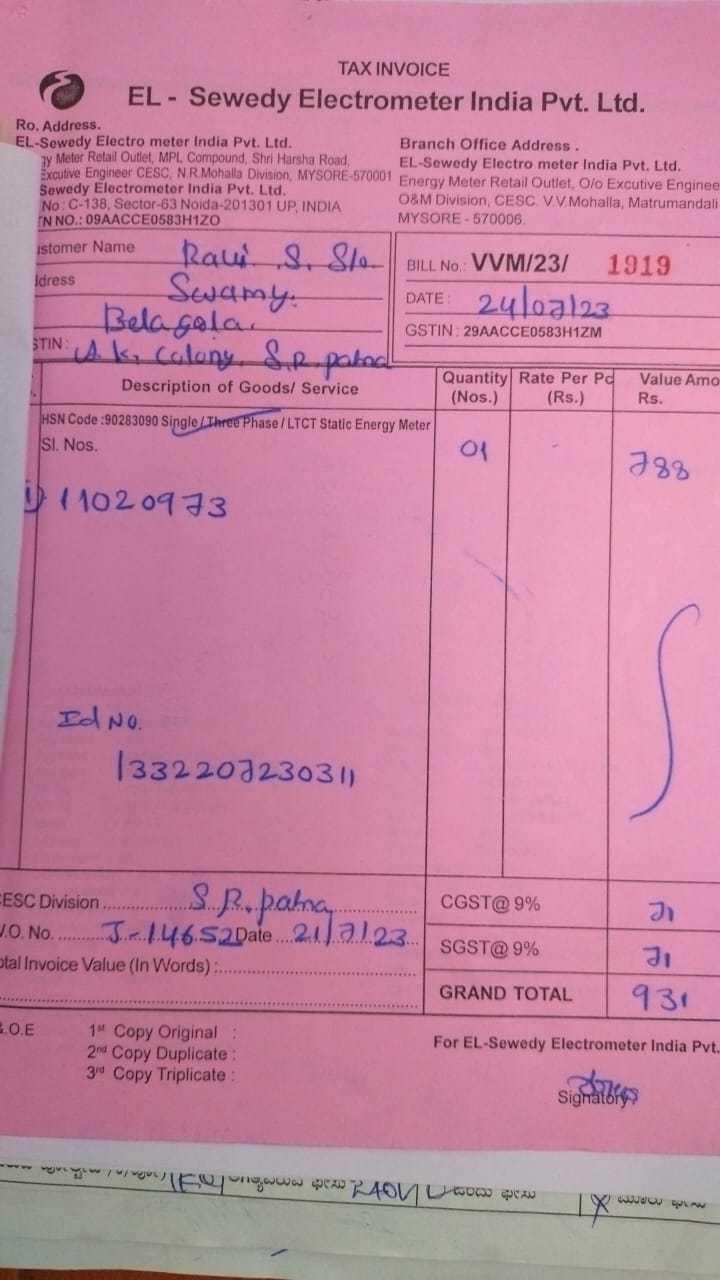 TAX INVOICE
EL - Sewedy Electrometer India Pvt. Ltd.
Ro. Address.
EL-Sewedy Electro meter India Pvt. Ltd.
gy Meter Retail Outlet, MPL Compound, Shri Harsha Road,
Excutive Engineer CESC, N.R.Mohalla Division, MYSORE-570001
Sewedy Electrometer India Pvt. Ltd.
No : C-138, Sector-63 Noida-201301 UP, INDIA
TN NO.: 09AACCE0583H1ZO
Branch Office Address .
EL-Sewedy Electro meter India Pvt. Ltd.
Energy Meter Retail Outlet, O/o Excutive Enginee
O&M Division, CESC. V.V.Mohalla, Matrumandali
MYSORE - 570006.
ustomer Name Ravi. S. S/o
ddress Swamy.
Belagola.
STIN : A.K. Colony, S.R. patna
BILL No.: VVM/23/ 1919
DATE : 24/07/23
GSTIN : 29AACCE0583H1ZM
Description of Goods/ Service
Quantity (Nos.)
Rate Per Pc (Rs.)
Value Amo Rs.
HSN Code :90283090 Single / Three Phase / LTCT Static Energy Meter
Sl. Nos.
01 - 788
1) 11020973
Id No.
1332207230311
CESC Division S.R. patna
CGST@ 9% 71
V.O. No. J-14652 Date 21/7/23
SGST@ 9% 71
otal Invoice Value (In Words) :
GRAND TOTAL 931
&.O.E
1st Copy Original :
2nd Copy Duplicate :
3rd Copy Triplicate :
For EL-Sewedy Electrometer India Pvt.
Signatory